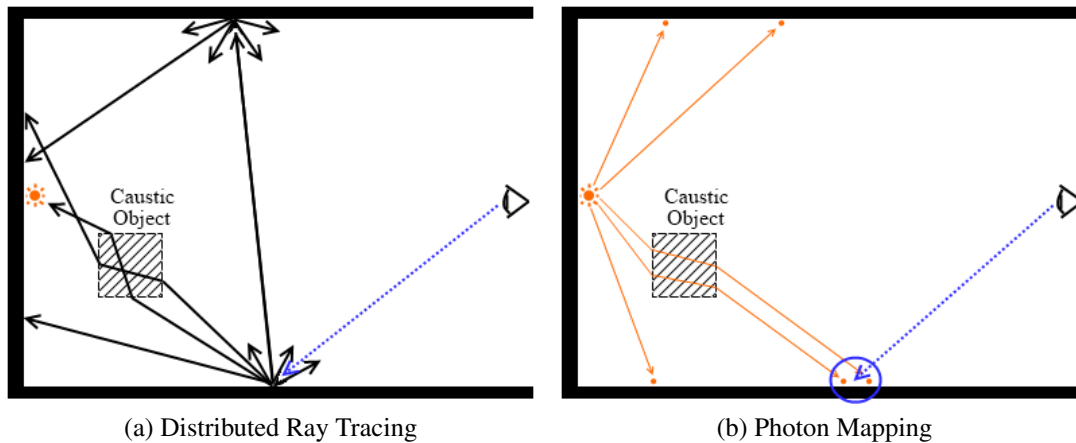 Caustic
Object
Caustic
Object
(a) Distributed Ray Tracing
(b) Photon Mapping